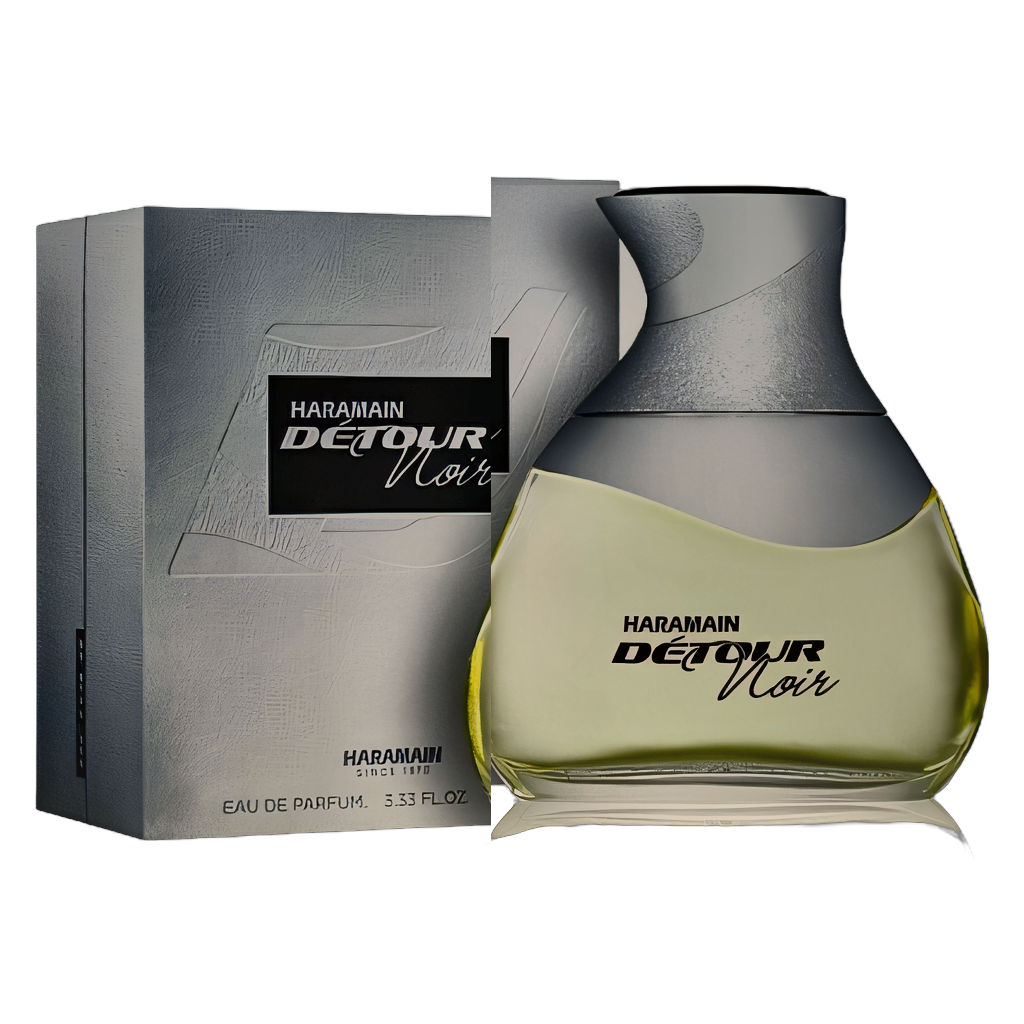 HARAMAIN
DÉTOUR
Noir
HARAMAIN
SINCE 1970
EAU DE PARFUM. 3.33 FL.OZ
HARAMAIN
DÉTOUR
Noir